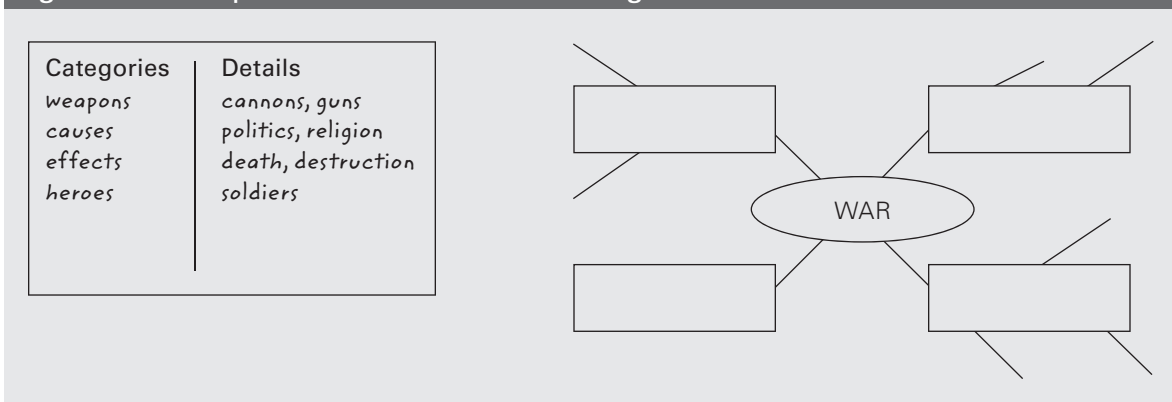 Categories Details
weapons cannons, guns
causes politics, religion
effects death, destruction
heroes soldiers
WAR